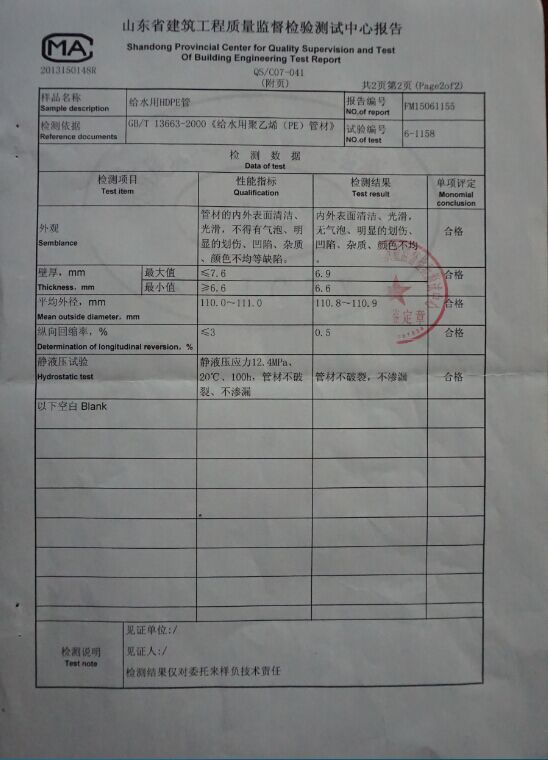 山东省建筑工程质量监督检验测试中心报告
Shandong Provincial Center for Quality Supervision and Test
Of Building Engineering Test Report
CMA
2013150148R
QS/C07-041
(附页)
共2页第2页(Page2of2)
样品名称 给水用HDPE管 报告编号 FM15061155
Sample description NO.of report
检测依据 GB/T 13663-2000《给水用聚乙烯（PE）管材》 试验编号 6-1158
Reference documents NO.of test
检 测 数 据
Data of test
检测项目 性能指标 检测结果 单项评定
Test item Qualification Test result Monomial
conclusion
外观
Semblance
管材的内外表面清洁、
光滑，不得有气泡、明
显的划伤、凹陷、杂质
、颜色不均等缺陷。
内外表面清洁、光滑，
无气泡、明显的划伤、
凹陷、杂质、颜色不均
。
合格
壁厚，mm 最大值 ≤7.6 6.9 合格
Thickness，mm 最小值 ≥6.6 6.6
平均外径，mm 110.0～111.0 110.8～110.9 合格
Mean outside diameter，mm
纵向回缩率，% ≤3 0.5 合格
Determination of longitudinal reversion，%
静液压试验
Hydrostatic test
静液压应力12.4MPa、
20℃，100h，管材不破
裂、不渗漏
管材不破裂，不渗漏 合格
以下空白 Blank
检测说明
Test note
见证单位:/
见证人:/
检测结果仅对委托来样负技术责任
定章